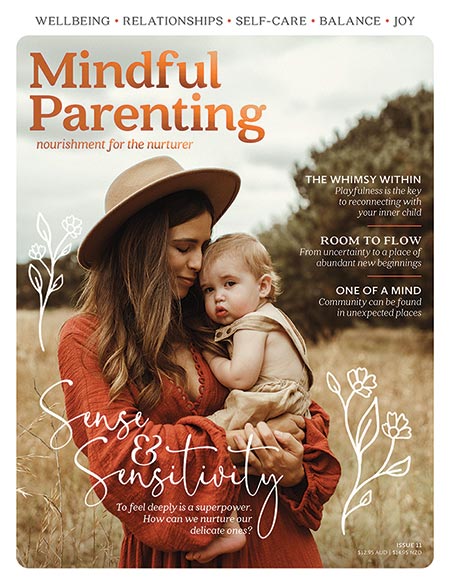 WELLBEING • RELATIONSHIPS • SELF-CARE • BALANCE • JOY
Mindful
Parenting
nourishment for the nurturer
THE WHIMSY WITHIN
Playfulness is the key
to reconnecting with
your inner child
ROOM TO FLOW
From uncertainty to a place of
abundant new beginnings
ONE OF A MIND
Community can be found
in unexpected places
Sense
&
Sensitivity
To feel deeply is a superpower.
How can we nurture our
delicate ones?
ISSUE 11
$12.95 AUD | $14.95 NZD